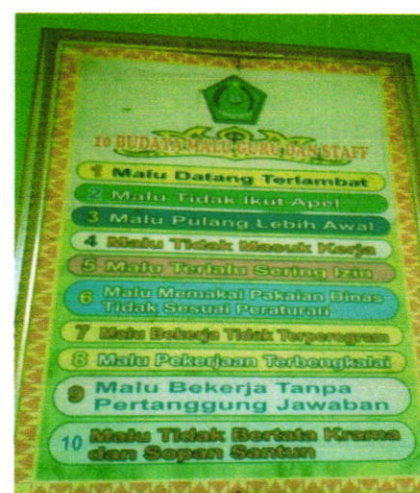 10 BUDAYA MALU GURU DAN STAFF
1 Malu Datang Terlambat
2 Malu Tidak Ikut Apel
3 Malu Pulang Lebih Awal
4 Malu Tidak Masuk Kerja
5 Malu Terlalu Sering Izin
6 Malu Memakai Pakaian Dinas
Tidak Sesuai Peraturan
7 Malu Bekerja Tidak Terprogram
8 Malu Pekerjaan Terbengkalai
9 Malu Bekerja Tanpa
Pertanggung Jawaban
10 Malu Tidak Bertata Krama
dan Sopan Santun